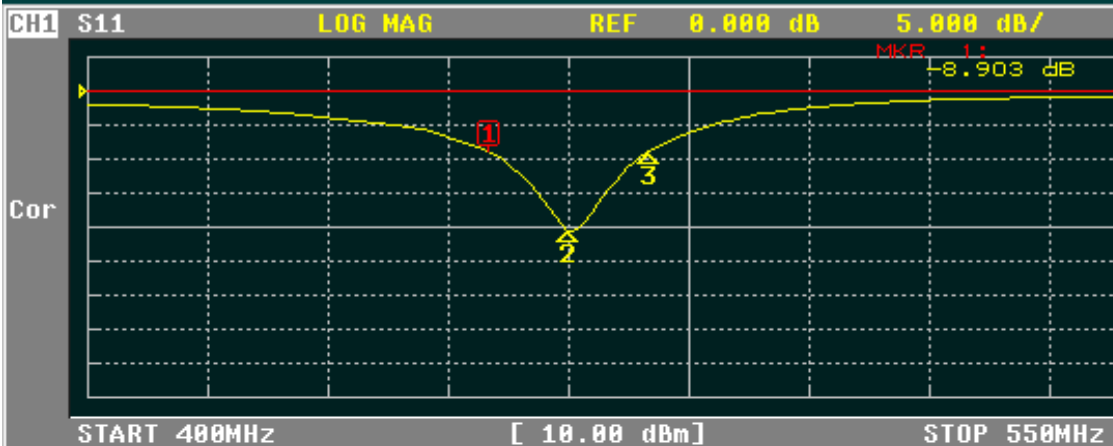 CH1 S11 LOG MAG REF 0.000 dB 5.000 dB/
MKR 1:
-8.903 dB
1
3
Cor
2
START 400MHz [ 10.00 dBm] STOP 550MHz